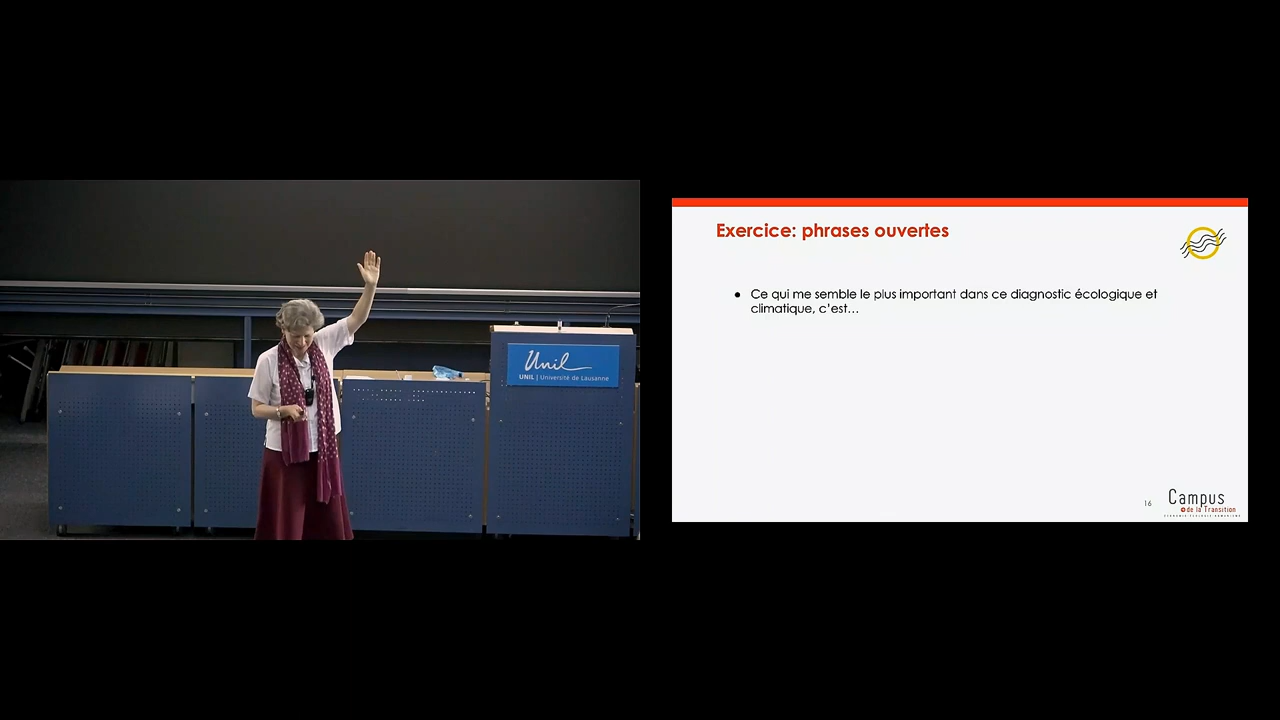 Unil
UNIL | Université de Lausanne
Exercice: phrases ouvertes
● Ce qui me semble le plus important dans ce diagnostic écologique et
climatique, c'est...
16
Campus
de la Transition